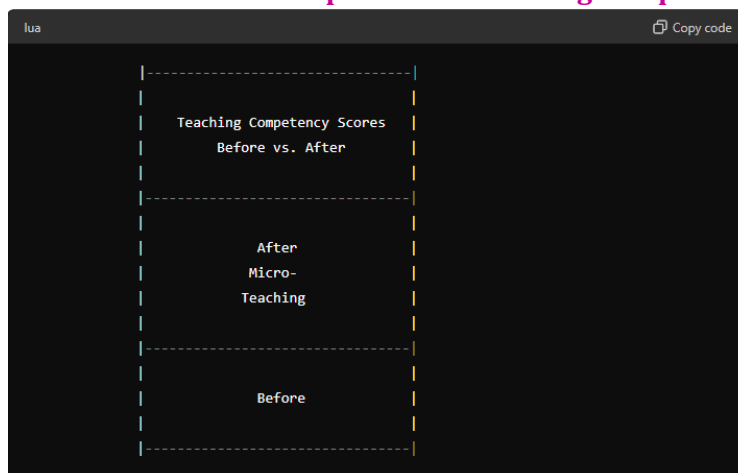 lua Copy code
|--------------------------------|
| |
| Teaching Competency Scores |
| Before vs. After |
| |
|--------------------------------|
| |
| After |
| Micro- |
| Teaching |
| |
|--------------------------------|
| |
| Before |
| |
|--------------------------------|